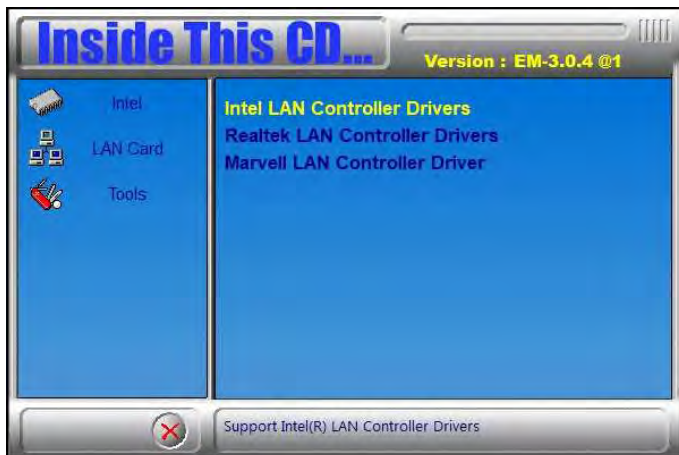 Inside This CD...
Version : EM-3.0.4 @1
Intel
LAN Card
Tools
Intel LAN Controller Drivers
Realtek LAN Controller Drivers
Marvell LAN Controller Driver
Support Intel(R) LAN Controller Drivers